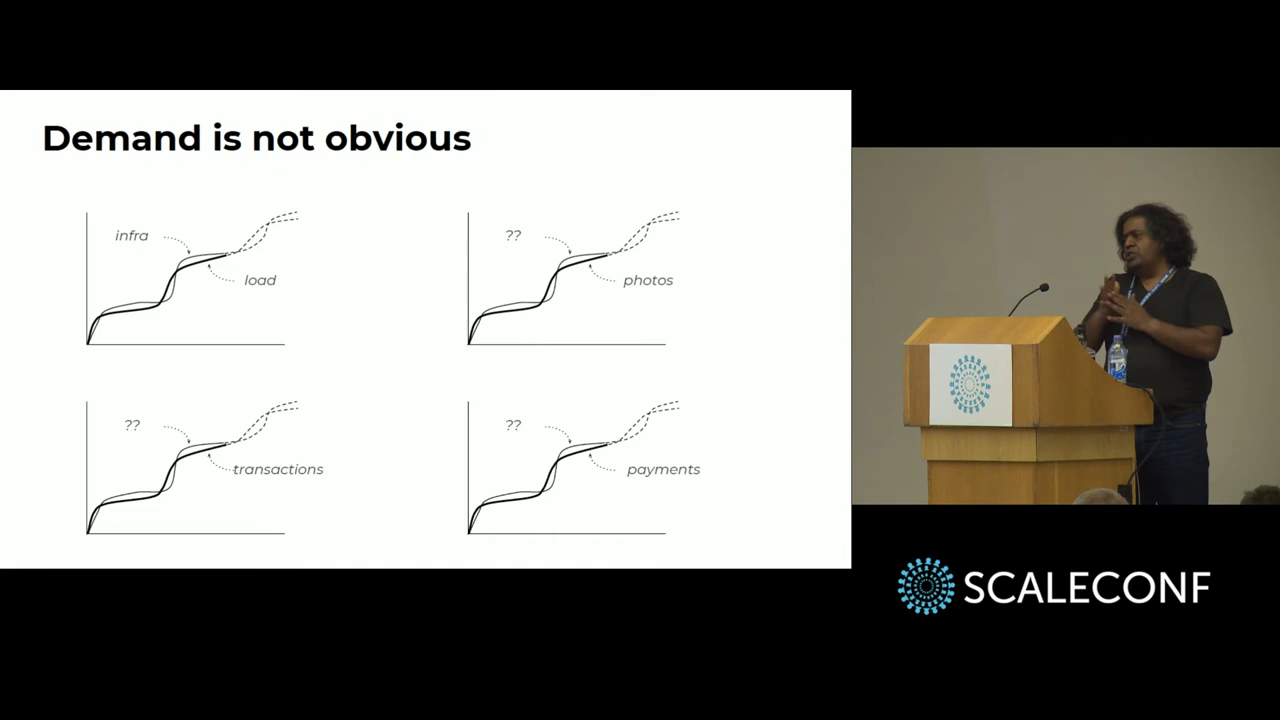 Demand is not obvious
infra
load
??
photos
??
transactions
??
payments
SCALECONF